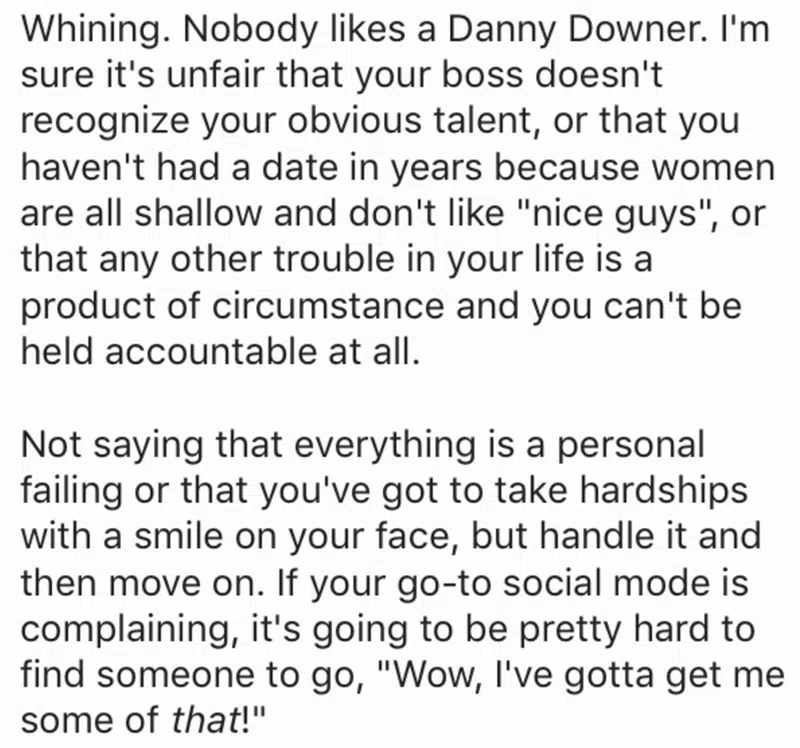 Whining. Nobody likes a Danny Downer. I'm
sure it's unfair that your boss doesn't
recognize your obvious talent, or that you
haven't had a date in years because women
are all shallow and don't like "nice guys", or
that any other trouble in your life is a
product of circumstance and you can't be
held accountable at all.
Not saying that everything is a personal
failing or that you've got to take hardships
with a smile on your face, but handle it and
then move on. If your go-to social mode is
complaining, it's going to be pretty hard to
find someone to go, "Wow, I've gotta get me
some of that!"